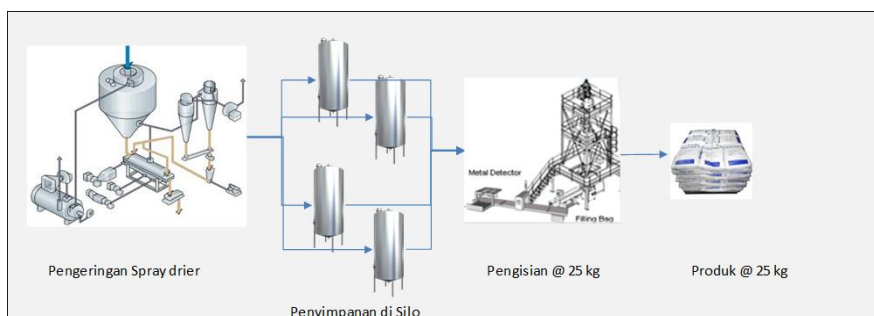 Metal Detector
Filling Bag
Pengeringan Spray drier
Pengisian @ 25 kg
Produk @ 25 kg
Penyimpanan di Silo